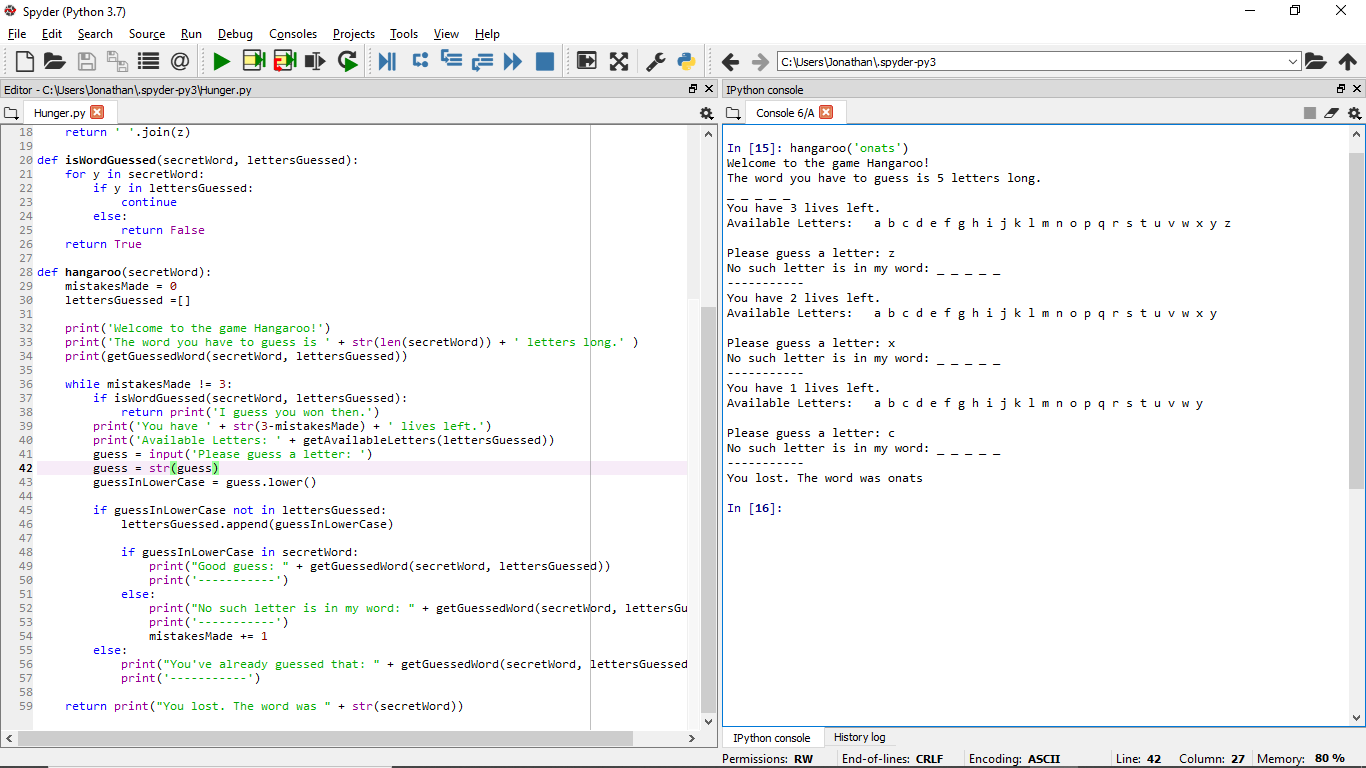 Spyder (Python 3.7)
File Edit Search Source Run Debug Consoles Projects Tools View Help
C:\Users\Jonathan\.spyder-py3
Editor - C:\Users\Jonathan\.spyder-py3\Hunger.py
Hunger.py
18     return ' '.join(z)
19
20 def isWordGuessed(secretWord, lettersGuessed):
21     for y in secretWord:
22         if y in lettersGuessed:
23             continue
24         else:
25             return False
26     return True
27
28 def hangaroo(secretWord):
29     mistakesMade = 0
30     lettersGuessed =[]
31
32     print('Welcome to the game Hangaroo!')
33     print('The word you have to guess is ' + str(len(secretWord)) + ' letters long.' )
34     print(getGuessedWord(secretWord, lettersGuessed))
35
36     while mistakesMade != 3:
37         if isWordGuessed(secretWord, lettersGuessed):
38             return print('I guess you won then.')
39         print('You have ' + str(3-mistakesMade) + ' lives left.')
40         print('Available Letters: ' + getAvailableLetters(lettersGuessed))
41         guess = input('Please guess a letter: ')
42         guess = str(guess)
43         guessInLowerCase = guess.lower()
44
45         if guessInLowerCase not in lettersGuessed:
46             lettersGuessed.append(guessInLowerCase)
47
48             if guessInLowerCase in secretWord:
49                 print("Good guess: " + getGuessedWord(secretWord, lettersGuessed))
50                 print('-----------')
51             else:
52                 print("No such letter is in my word: " + getGuessedWord(secretWord, lettersGu
53                 print('-----------')
54                 mistakesMade += 1
55         else:
56             print("You've already guessed that: " + getGuessedWord(secretWord, lettersGuessed
57             print('-----------')
58
59     return print("You lost. The word was " + str(secretWord))
IPython console
Console 6/A
In [15]: hangaroo('onats')
Welcome to the game Hangaroo!
The word you have to guess is 5 letters long.
_ _ _ _ _
You have 3 lives left.
Available Letters:   a b c d e f g h i j k l m n o p q r s t u v w x y z
Please guess a letter: z
No such letter is in my word: _ _ _ _ _
-----------
You have 2 lives left.
Available Letters:   a b c d e f g h i j k l m n o p q r s t u v w x y
Please guess a letter: x
No such letter is in my word: _ _ _ _ _
-----------
You have 1 lives left.
Available Letters:   a b c d e f g h i j k l m n o p q r s t u v w y
Please guess a letter: c
No such letter is in my word: _ _ _ _ _
-----------
You lost. The word was onats
In [16]:
IPython console History log
Permissions: RW End-of-lines: CRLF Encoding: ASCII Line: 42 Column: 27 Memory: 80 %